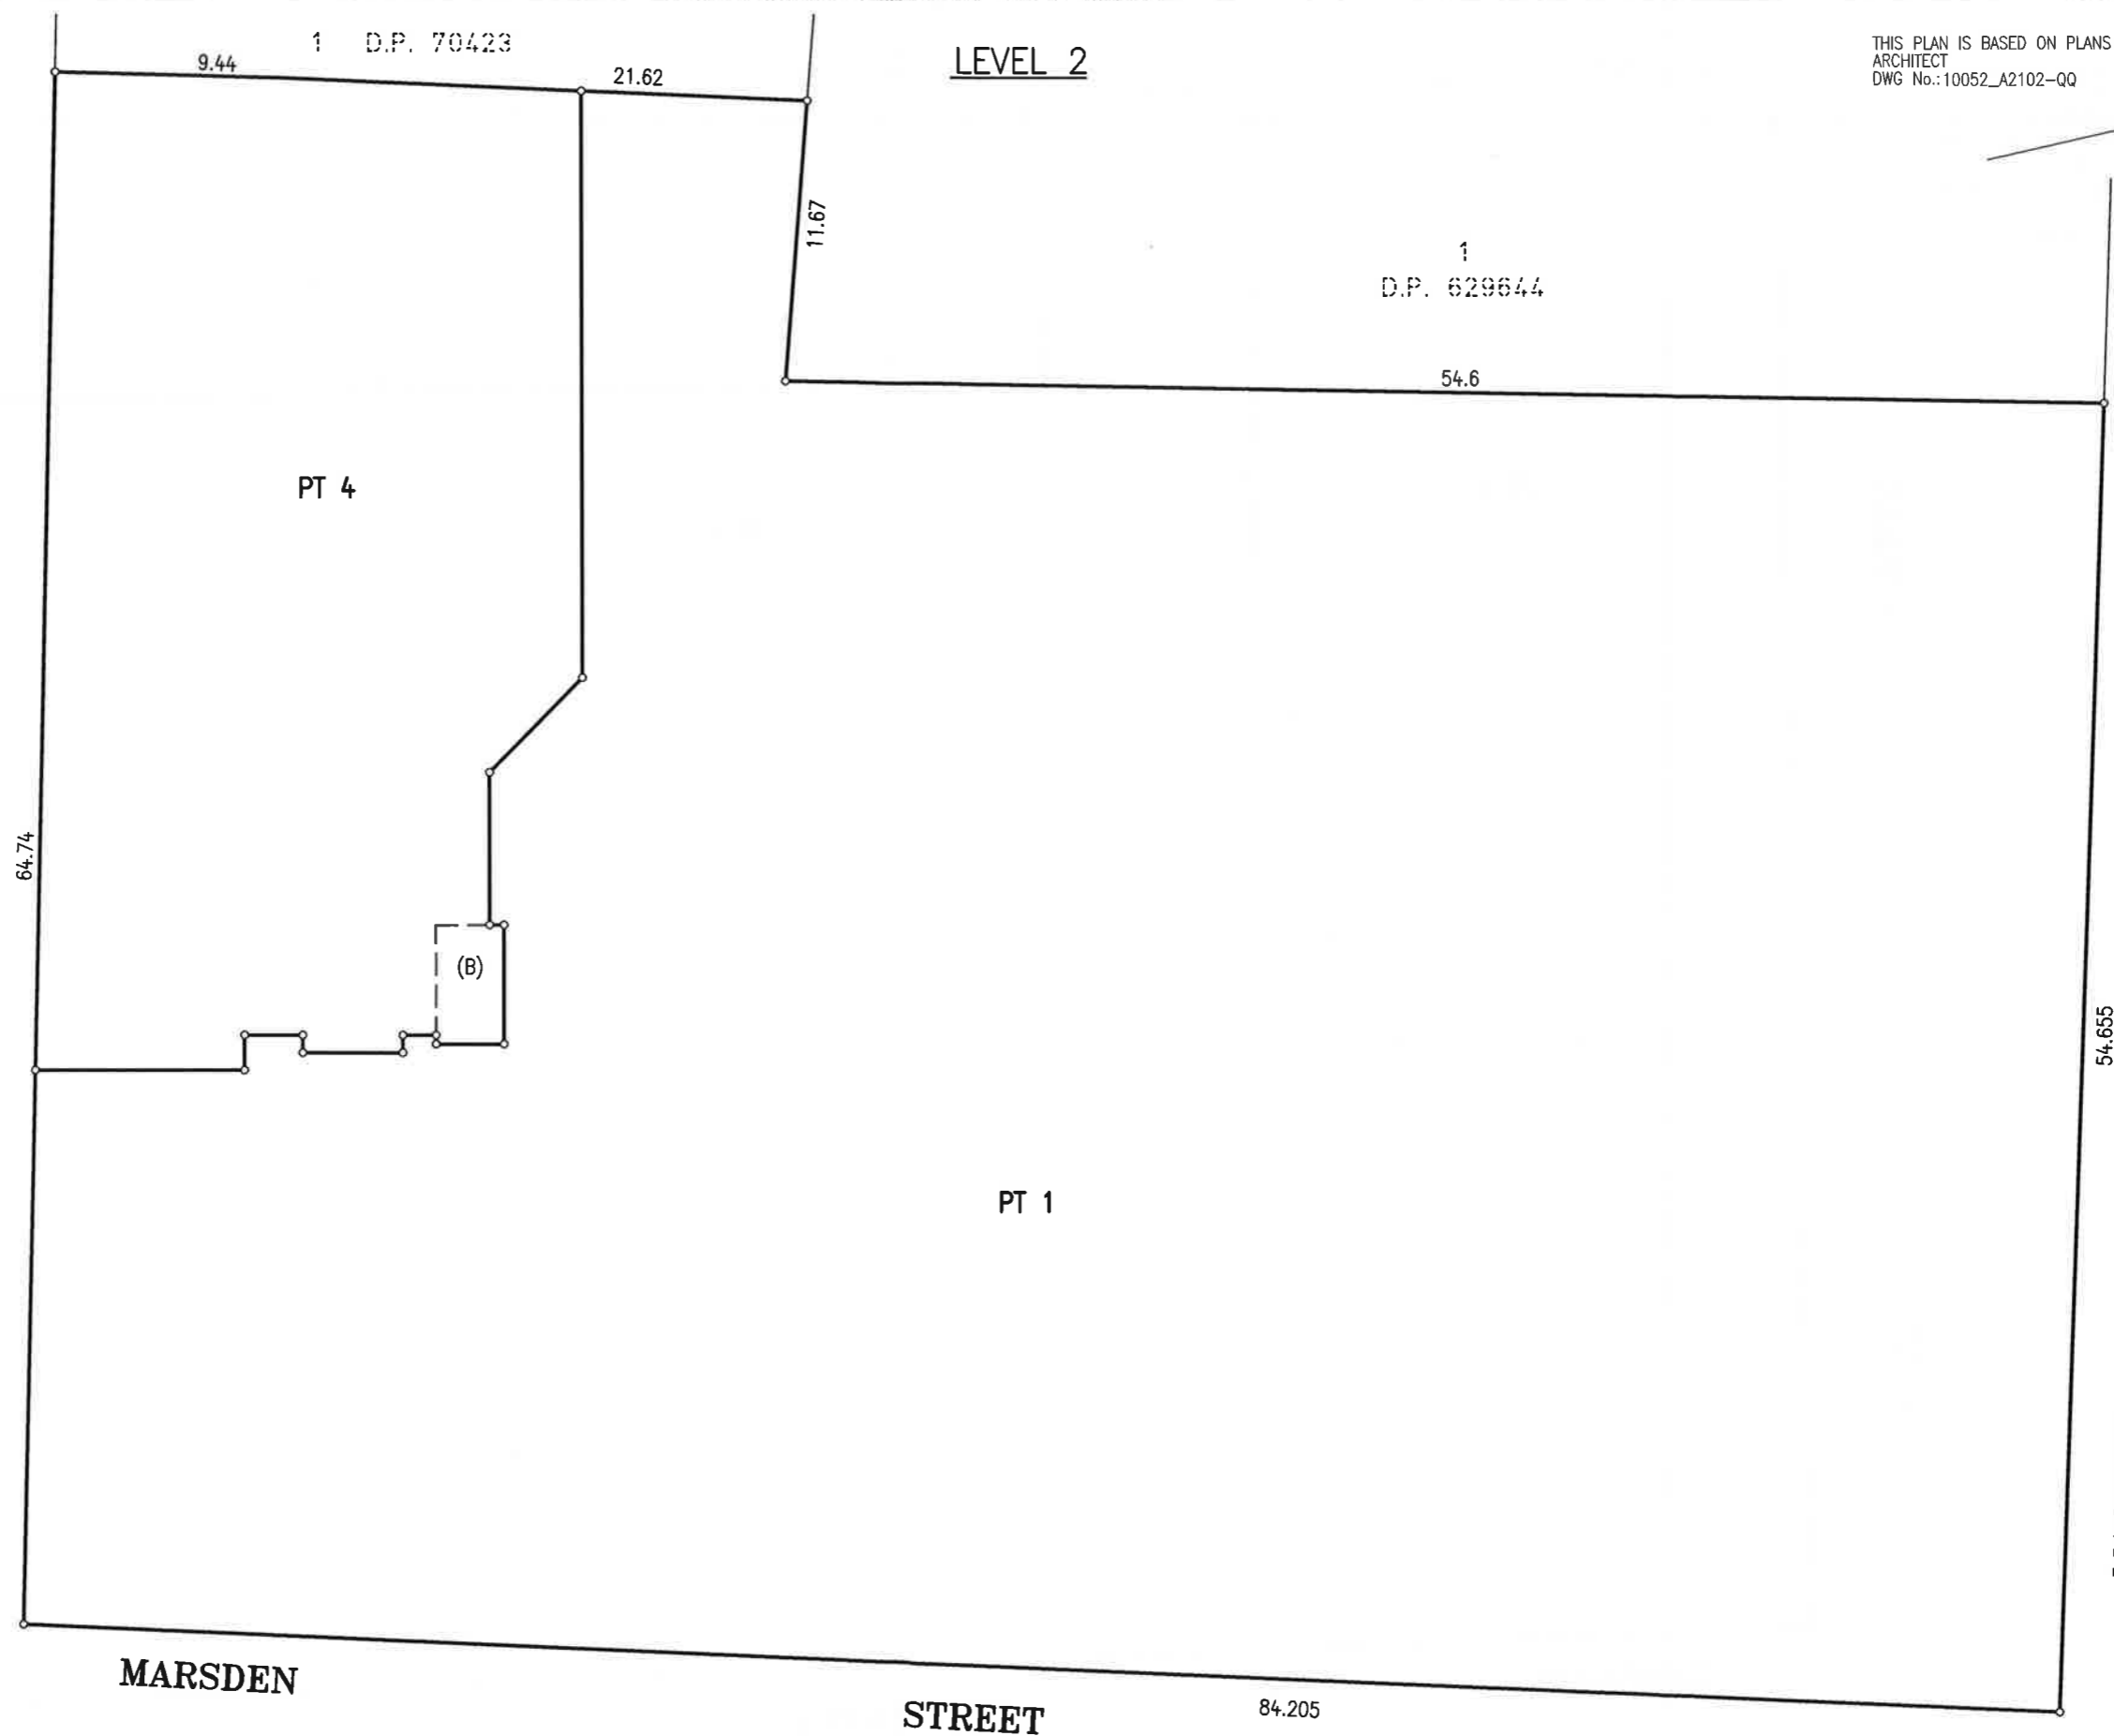 1 D.P. 70423
9.44
21.62
LEVEL 2
THIS PLAN IS BASED ON PLANS
ARCHITECT
DWG No.:10052_A2102-QQ
11.67
1
D.P. 629644
54.6
PT 4
64.74
(B)
54.655
PT 1
MARSDEN
STREET
84.205